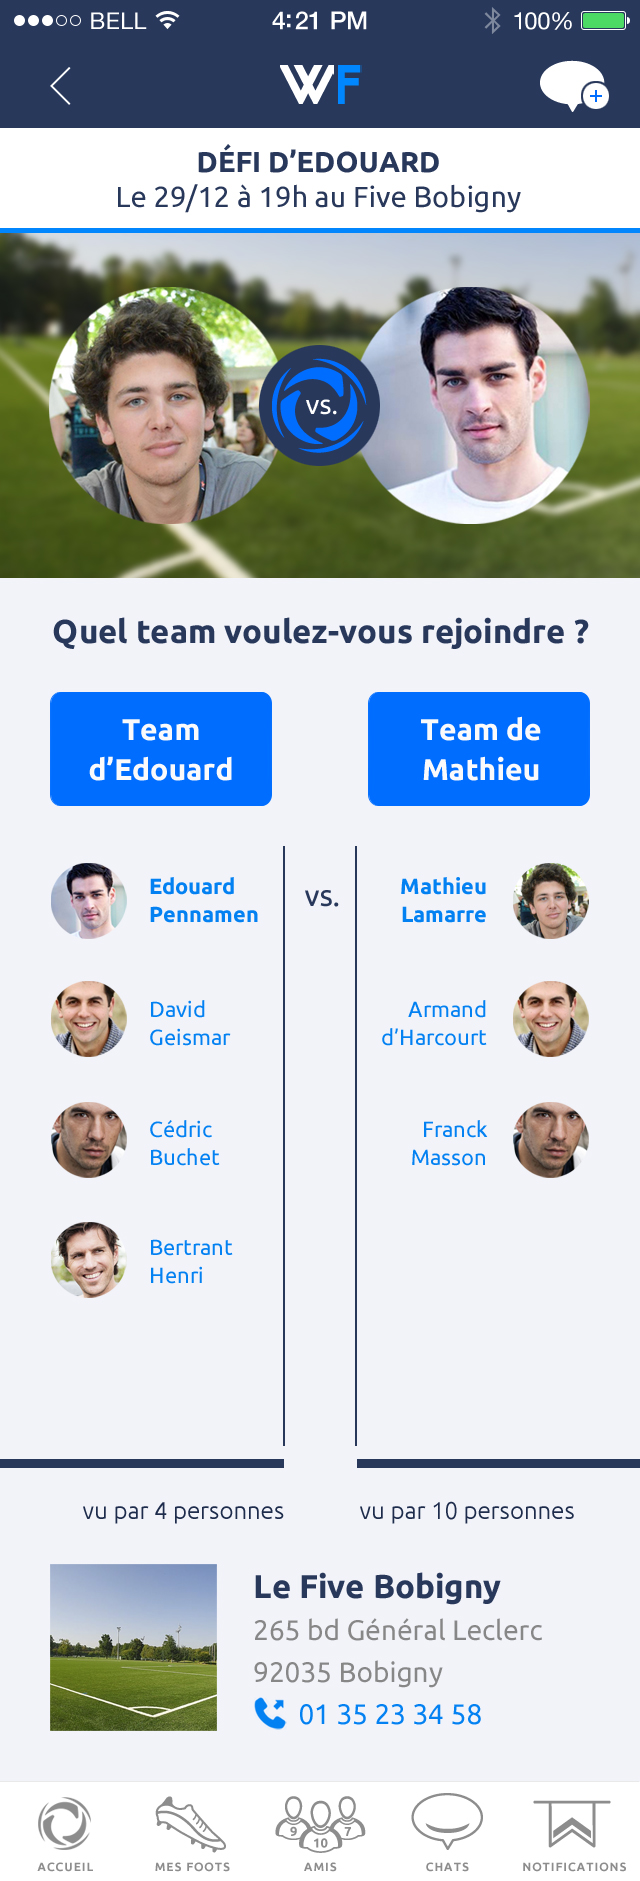 BELL 4:21 PM 100%
WF
DÉFI D’EDOUARD
Le 29/12 à 19h au Five Bobigny
vs.
Quel team voulez-vous rejoindre ?
Team
d’Edouard
Team de
Mathieu
Edouard
Pennamen
vs.
Mathieu
Lamarre
David
Geismar
Armand
d’Harcourt
Cédric
Buchet
Franck
Masson
Bertrant
Henri
vu par 4 personnes
vu par 10 personnes
Le Five Bobigny
265 bd Général Leclerc
92035 Bobigny
01 35 23 34 58
9 10 7
ACCUEIL MES FOOTS AMIS CHATS NOTIFICATIONS